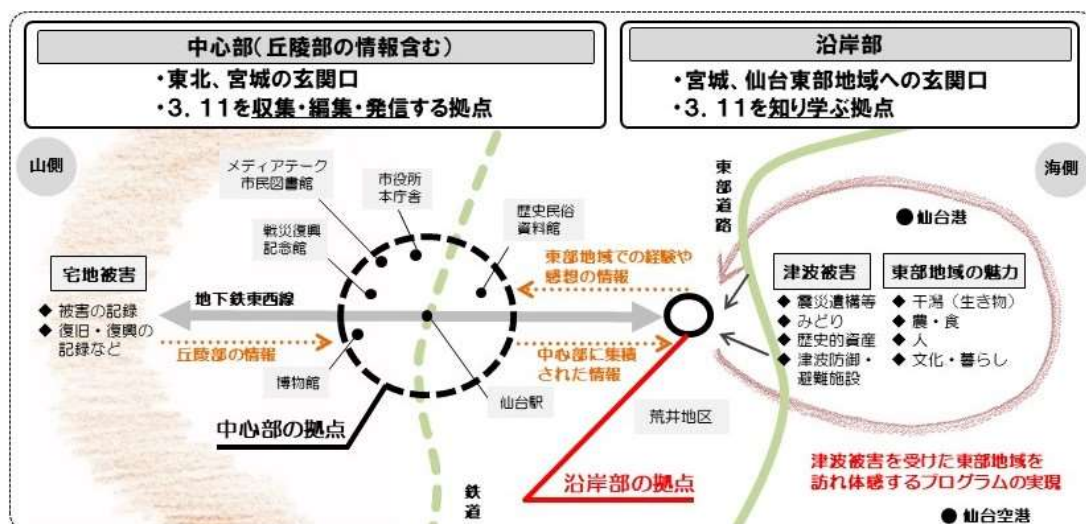 中心部(丘陵部の情報含む)
・東北、宮城の玄関口
・3．11を収集・編集・発信する拠点
沿岸部
・宮城、仙台東部地域への玄関口
・3．11を知り学ぶ拠点
山側
メディアテーク
市民図書館
市役所
本庁舎
戦災復興
記念館
歴史民俗
資料館
東部道路
海側
●仙台港
宅地被害
◆ 被害の記録
◆ 復旧・復興の
記録など
地下鉄東西線
東部地域での経験や
感想の情報
津波被害
◆ 震災遺構等
◆ みどり
◆ 歴史的資産
◆ 津波防御・
避難施設
東部地域の魅力
◆ 干潟（生き物）
◆ 農・食
◆ 人
◆ 文化・暮らし
丘陵部の情報
中心部に集積
された情報
博物館
仙台駅
荒井地区
中心部の拠点
沿岸部の拠点
鉄道
津波被害を受けた東部地域を
訪れ体感するプログラムの実現
● 仙台空港